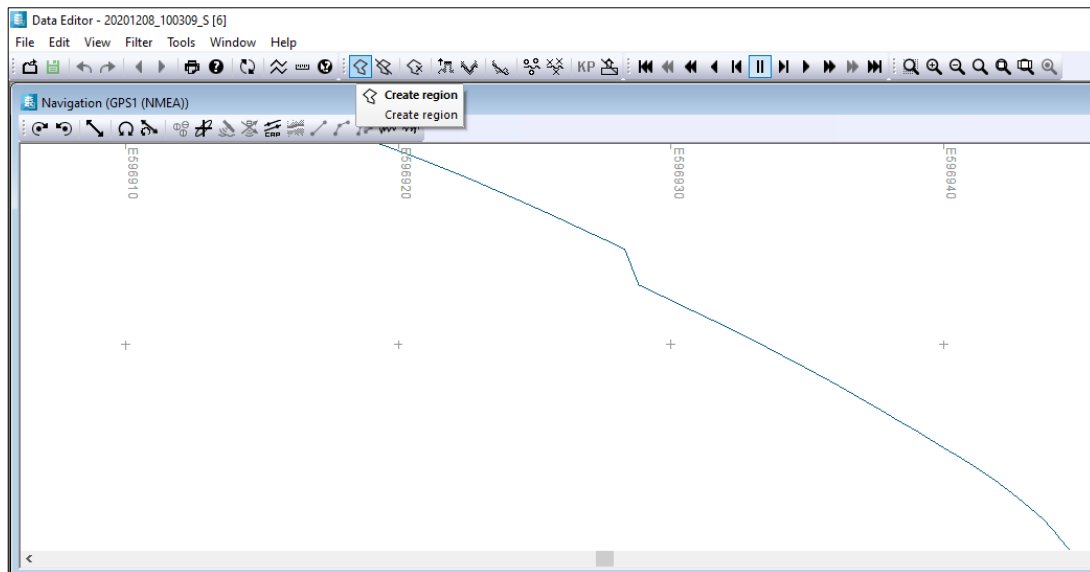 Data Editor - 20201208_100309_S [6]
File Edit View Filter Tools Window Help
KP
Create region
Create region
Navigation (GPS1 (NMEA))
CRP
E596910
E596920
E596930
E596940